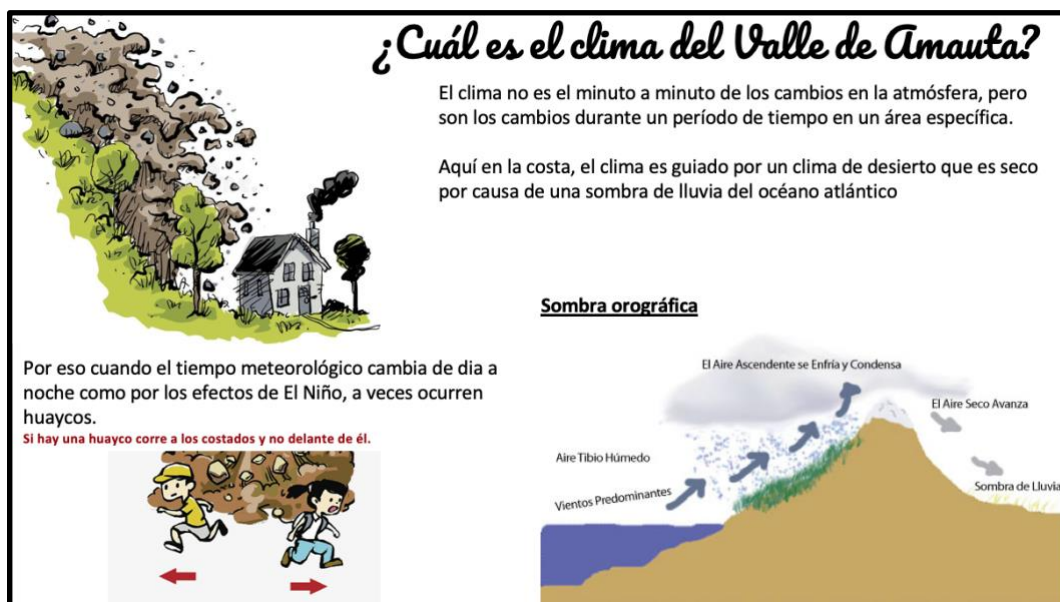 ¿Cuál es el clima del Valle de Amauta?
El clima no es el minuto a minuto de los cambios en la atmósfera, pero
son los cambios durante un período de tiempo en un área específica.
Aquí en la costa, el clima es guiado por un clima de desierto que es seco
por causa de una sombra de lluvia del océano atlántico
Por eso cuando el tiempo meteorológico cambia de dia a
noche como por los efectos de El Niño, a veces ocurren
huaycos.
Si hay una huayco corre a los costados y no delante de él.
Sombra orográfica
El Aire Ascendente se Enfría y Condensa
El Aire Seco Avanza
Aire Tibio Húmedo
Vientos Predominantes
Sombra de Lluvia